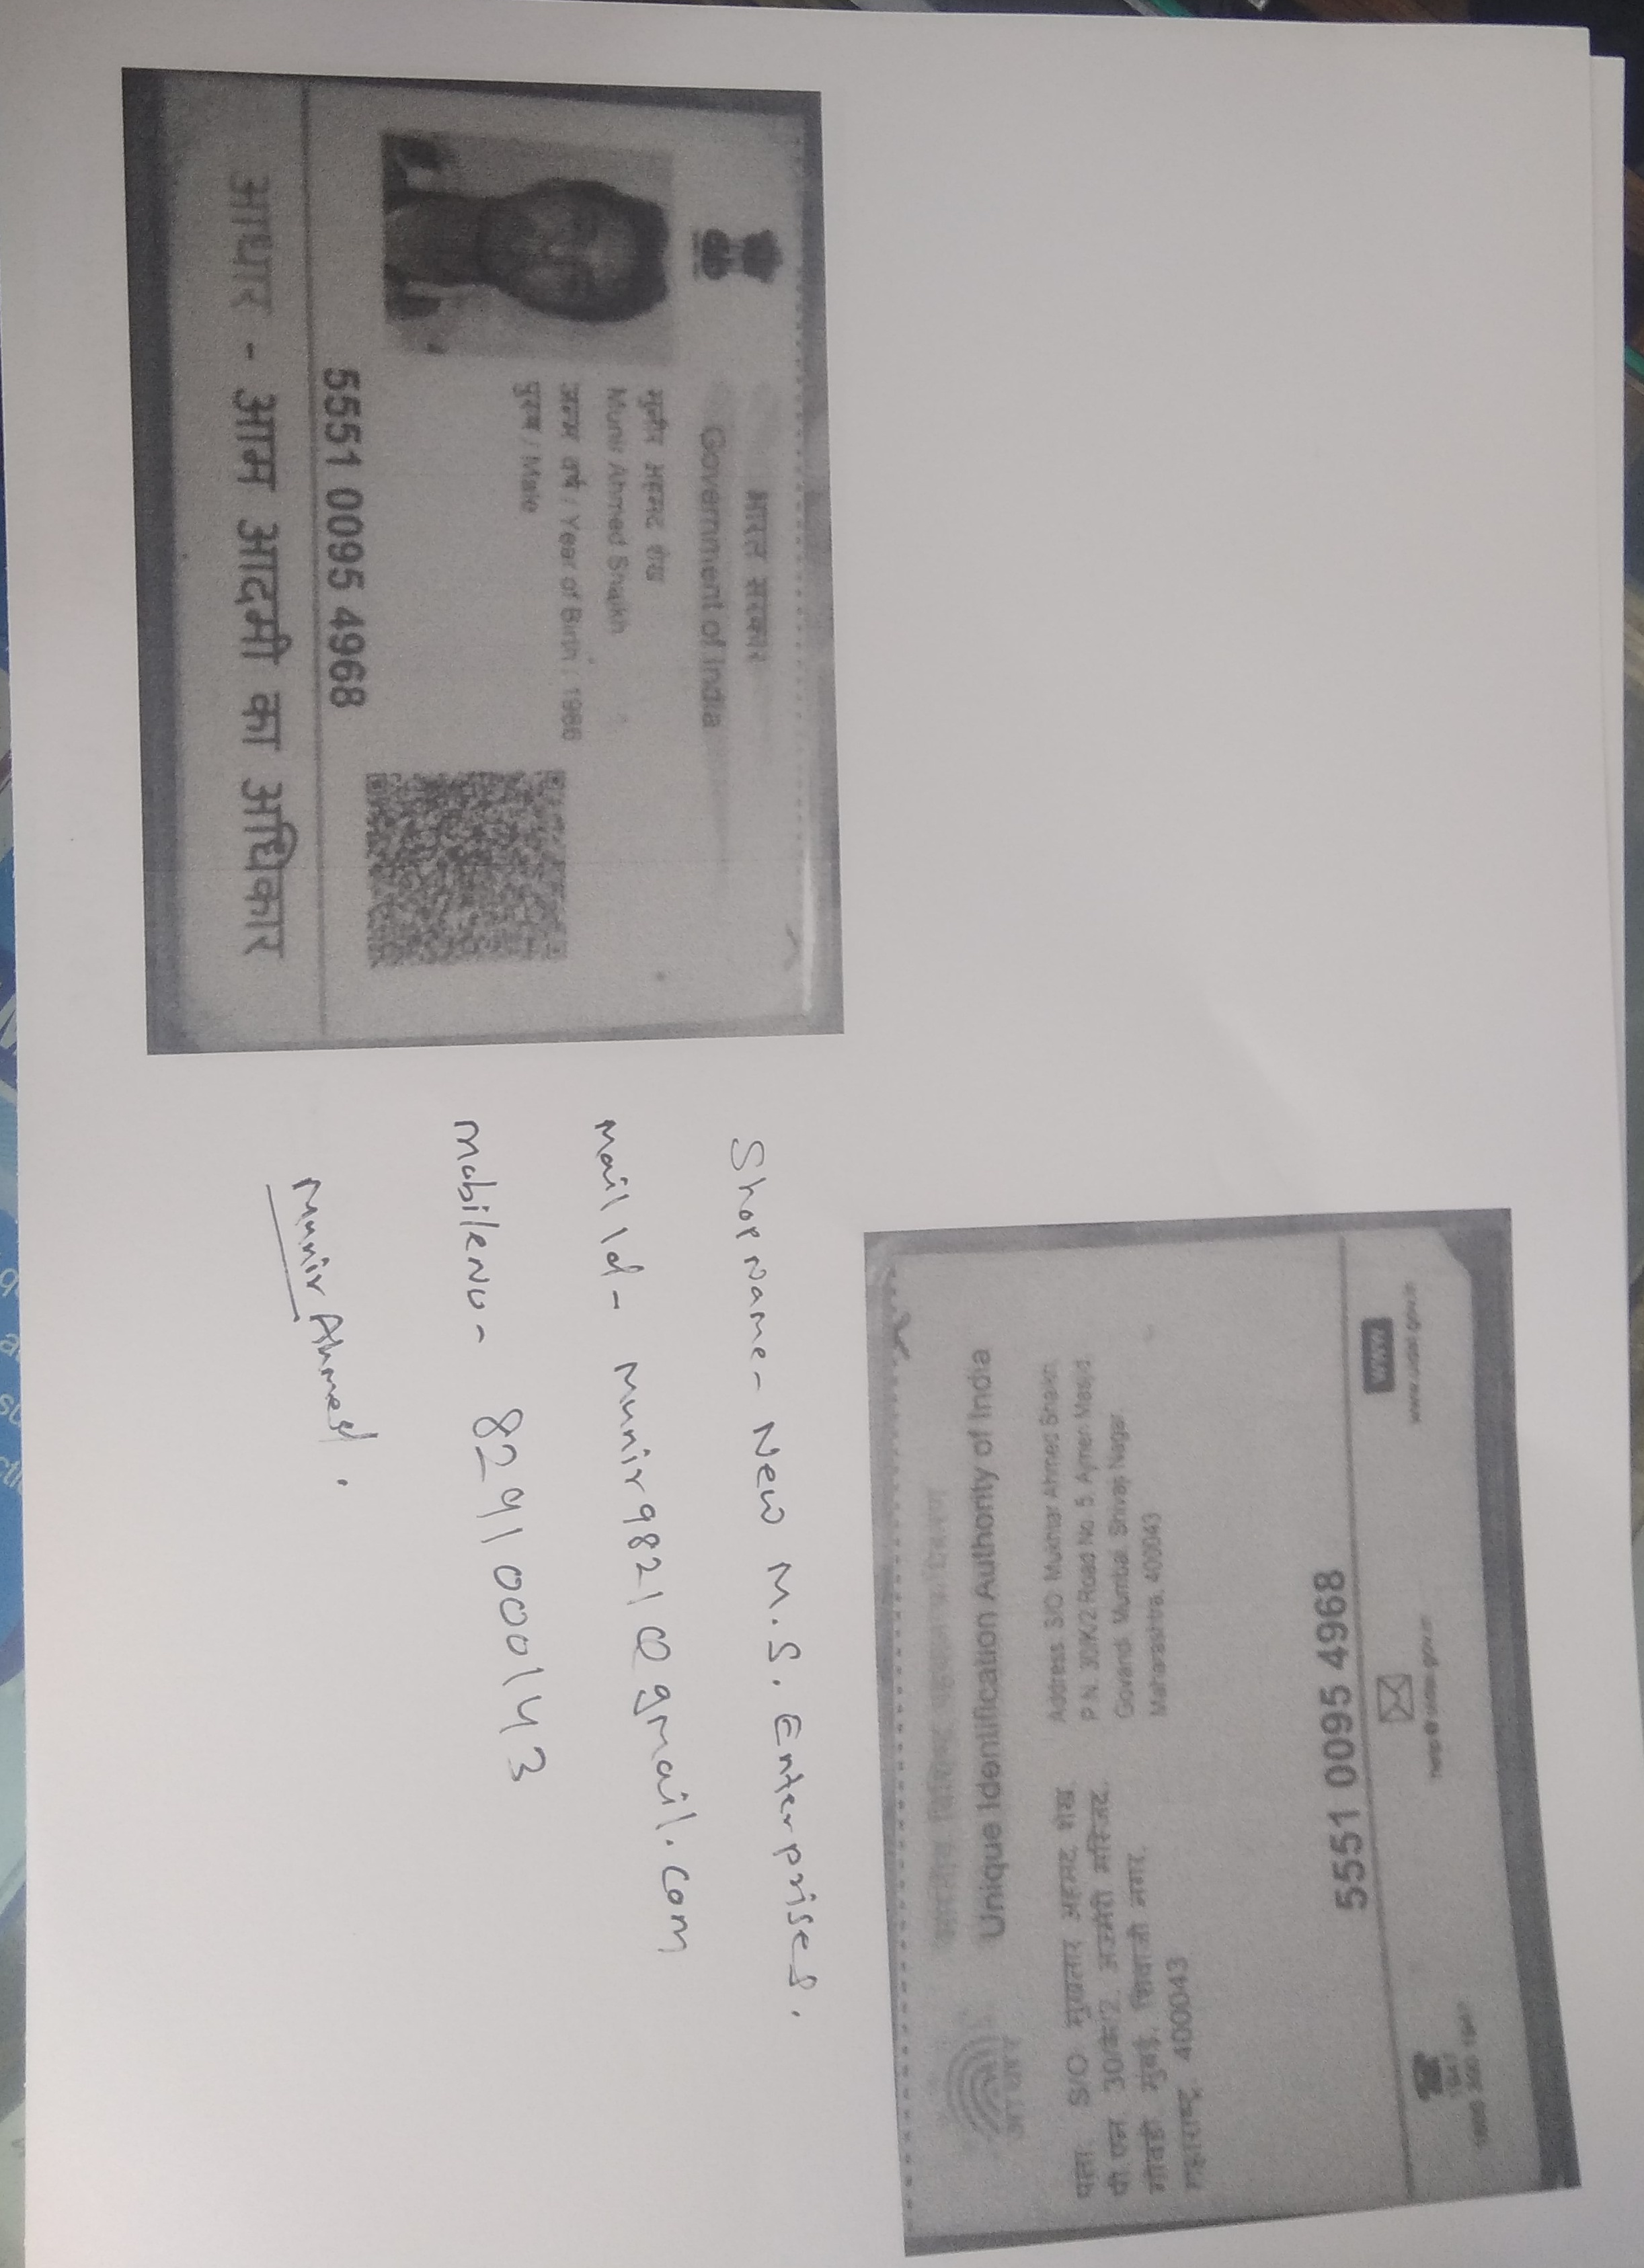 भारत सरकार
Government of India
मुनीर अहमद शेख
Munir Ahmed Shaikh
जन्म वर्ष / Year of Birth : 1986
पुरुष / Male
5551 0095 4968
आधार - आम आदमी का अधिकार
Shop Name - New M.S. Enterprises.
Mail Id - munir9821@gmail.com
Mobile No - 8291000143
Munir Ahmed.
Unique Identification Authority of India
पता: S/O मुखतार अहमद शेख,
पी.एन. 30/के/2, अजमेरी मस्जिद,
गोवंडी, मुंबई, शिवाजी नगर,
महाराष्ट्र, 400043
Address: S/O Mukhtar Ahmed Shaikh,
P.N. 30/K/2 Road No. 5, Ajmeri Masjid,
Govandi, Mumbai, Shivaji Nagar,
Maharashtra, 400043
5551 0095 4968
1947
1800 300 1947
help@uidai.gov.in
WWW
www.uidai.gov.in